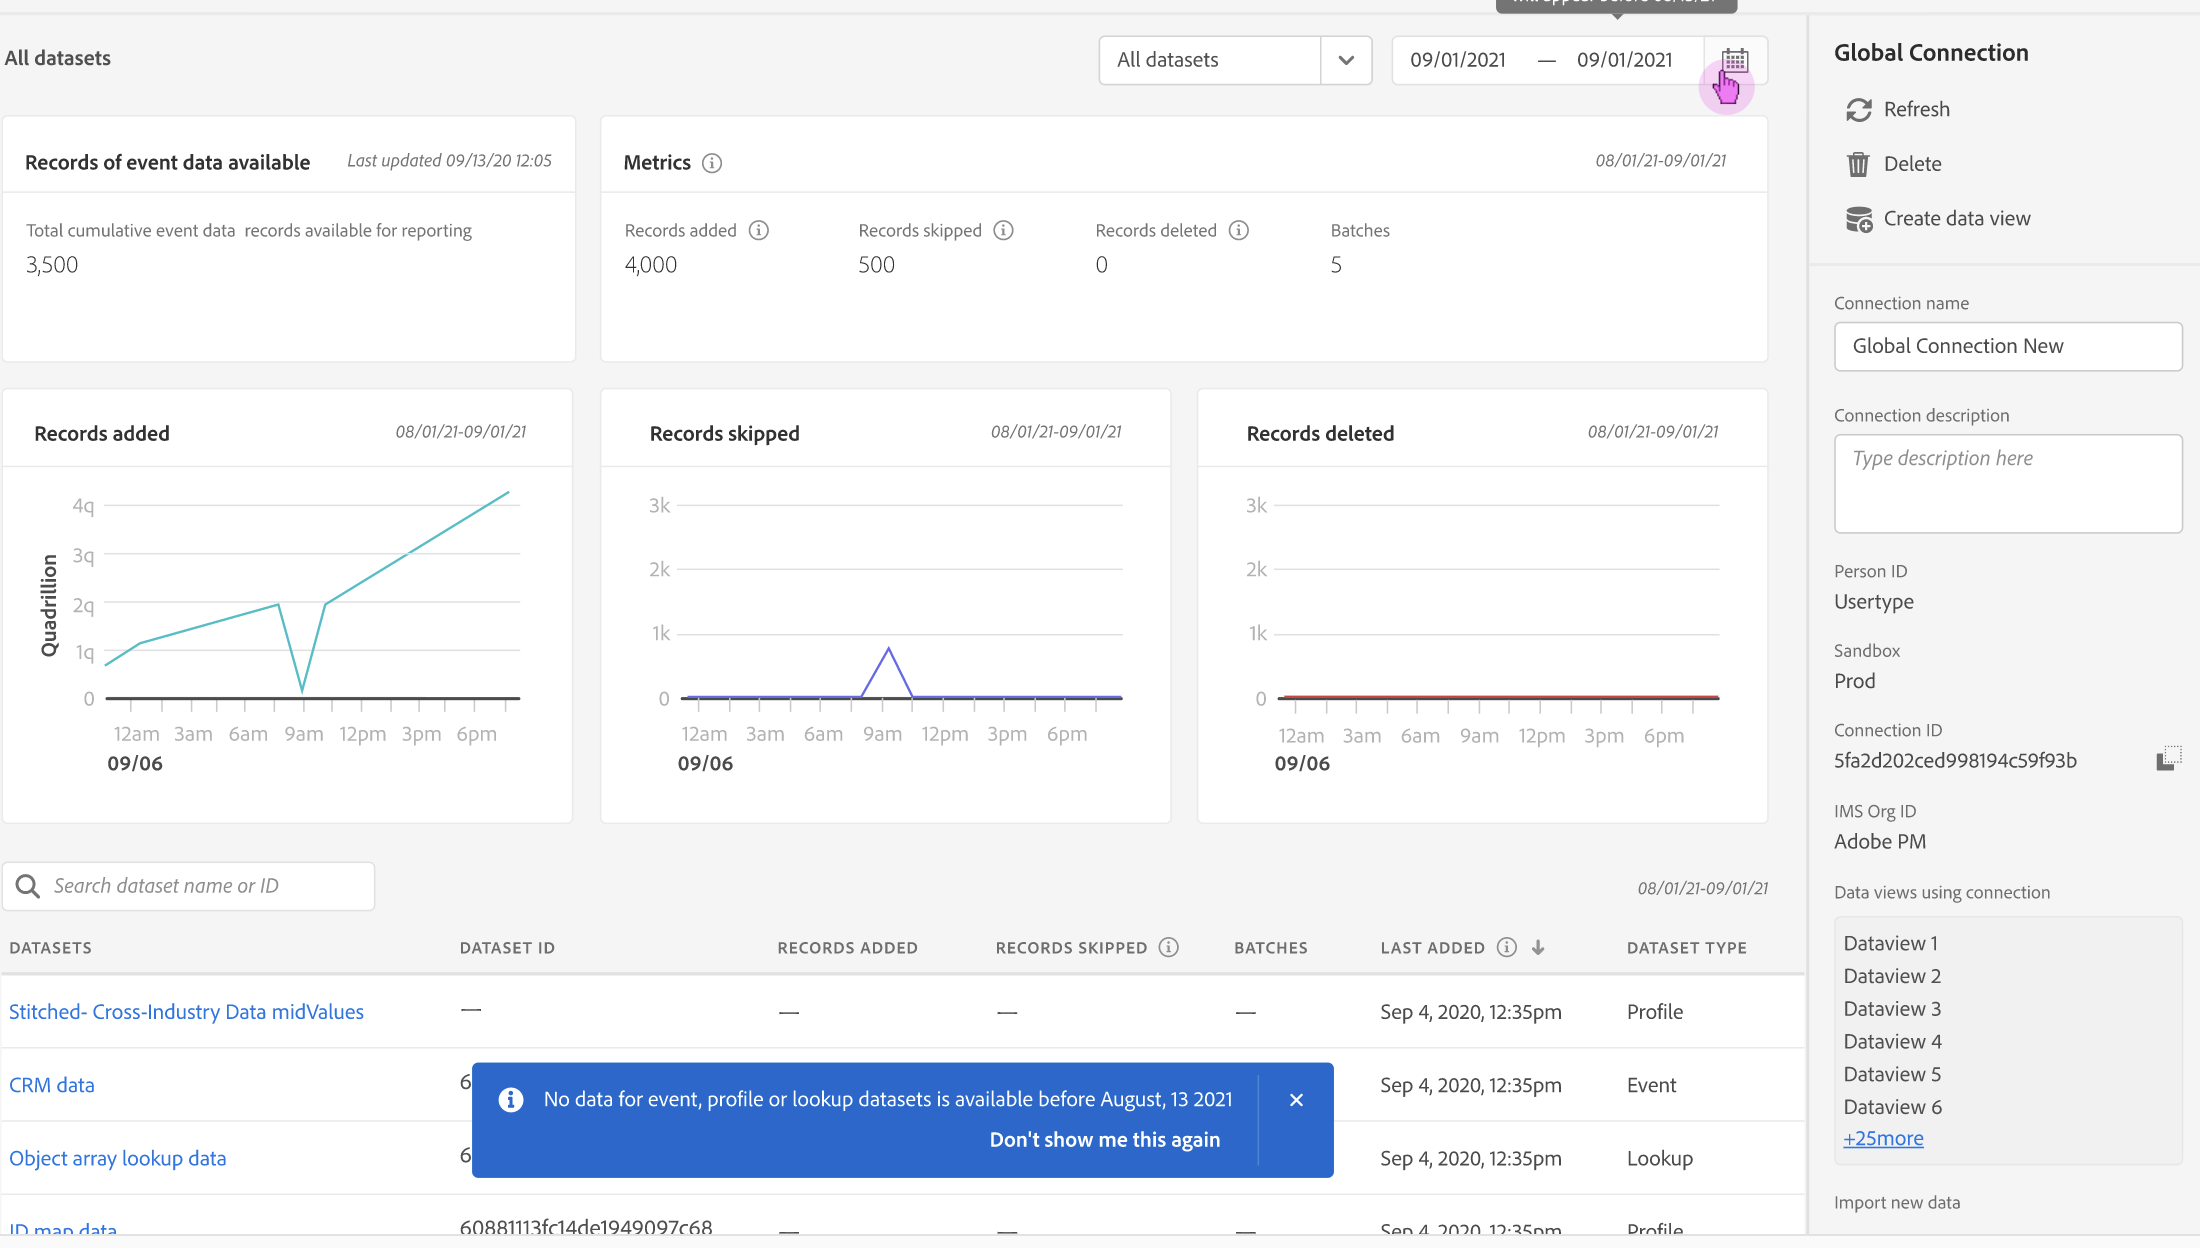 All datasets
All datasets
09/01/2021 — 09/01/2021
Records of event data available
Last updated 09/13/20 12:05
Total cumulative event data records available for reporting
3,500
Metrics
08/01/21-09/01/21
Records added
Records skipped
Records deleted
Batches
4,000
500
0
5
Records added
08/01/21-09/01/21
Quadrillion
4q
3q
2q
1q
0
12am 3am 6am 9am 12pm 3pm 6pm
09/06
Records skipped
08/01/21-09/01/21
3k
2k
1k
0
12am 3am 6am 9am 12pm 3pm 6pm
09/06
Records deleted
08/01/21-09/01/21
3k
2k
1k
0
12am 3am 6am 9am 12pm 3pm 6pm
09/06
Search dataset name or ID
08/01/21-09/01/21
DATASETS DATASET ID RECORDS ADDED RECORDS SKIPPED BATCHES LAST ADDED DATASET TYPE
Stitched- Cross-Industry Data midValues — — — — Sep 4, 2020, 12:35pm Profile
CRM data 6 Sep 4, 2020, 12:35pm Event
Object array lookup data 6 Sep 4, 2020, 12:35pm Lookup
ID map data 60881113fc14de1949097c68 — — — Sep 4, 2020, 12:35pm Profile
No data for event, profile or lookup datasets is available before August, 13 2021
Don't show me this again
Global Connection
Refresh
Delete
Create data view
Connection name
Global Connection New
Connection description
Type description here
Person ID
Usertype
Sandbox
Prod
Connection ID
5fa2d202ced998194c59f93b
IMS Org ID
Adobe PM
Data views using connection
Dataview 1
Dataview 2
Dataview 3
Dataview 4
Dataview 5
Dataview 6
+25more
Import new data